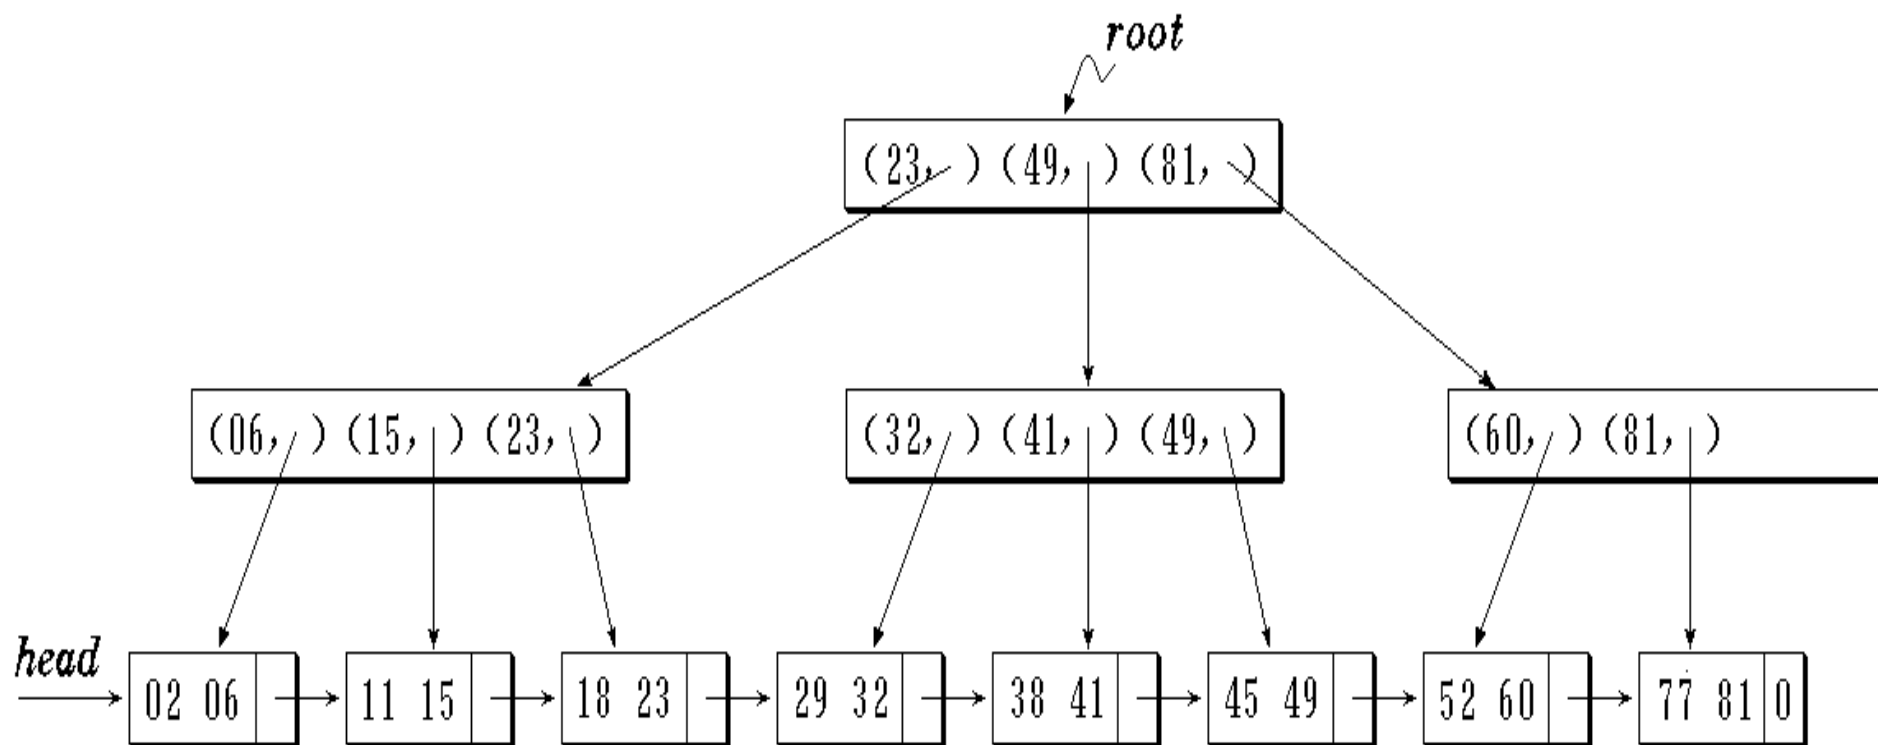 root
(23, )(49, )(81, )
(06, )(15, )(23, )
(32, )(41, )(49, )
(60, )(81, )
head
02 06
11 15
18 23
29 32
38 41
45 49
52 60
77 81 0